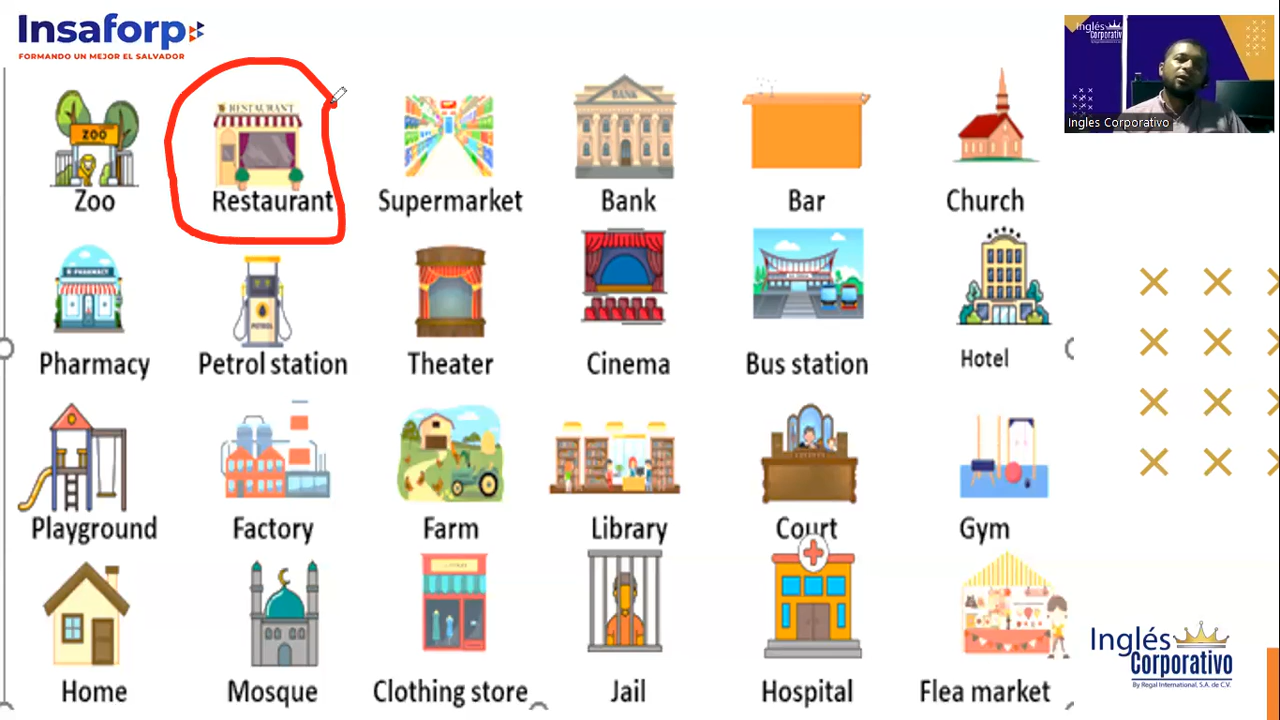 Insaforp
FORMANDO UN MEJOR EL SALVADOR
Inglés
Corporativo
Ingles Corporativo
ZOO
RESTAURANT
BANK
Zoo
Restaurant
Supermarket
Bank
Bar
Church
PHARMACY
PETROL
Pharmacy
Petrol station
Theater
Cinema
Bus station
Hotel
Playground
Factory
Farm
Library
Court
Gym
Home
Mosque
Clothing store
Jail
Hospital
Flea market
Inglés
Corporativo
By Regal International, S.A. de C.V.